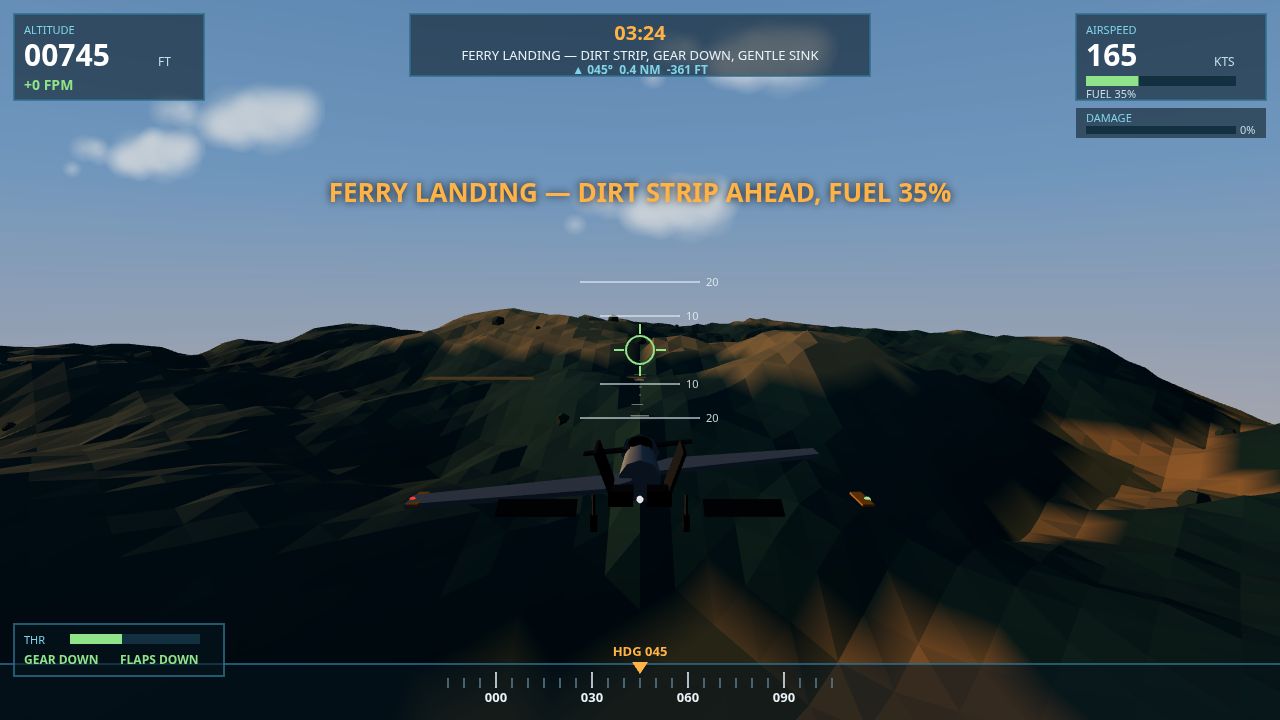 ALTITUDE
00745 FT
+0 FPM
03:24
FERRY LANDING — DIRT STRIP, GEAR DOWN, GENTLE SINK
▲ 045° 0.4 NM -361 FT
AIRSPEED
165 KTS
FUEL 35%
DAMAGE
0%
FERRY LANDING — DIRT STRIP AHEAD, FUEL 35%
20
10
10
20
THR
GEAR DOWN FLAPS DOWN
HDG 045
000 030 060 090